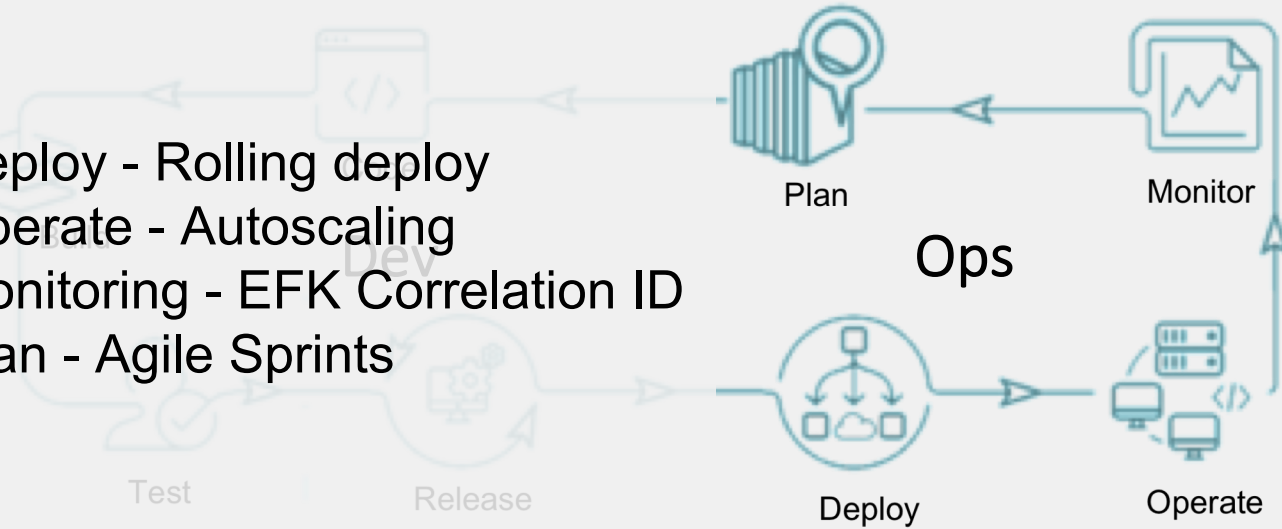 eploy - Rolling deploy
perate - Autoscaling
onitoring - EFK Correlation ID
an - Agile Sprints
Build
Dev
Test
Release
</>
Plan
Monitor
Ops
Deploy
Operate
</>